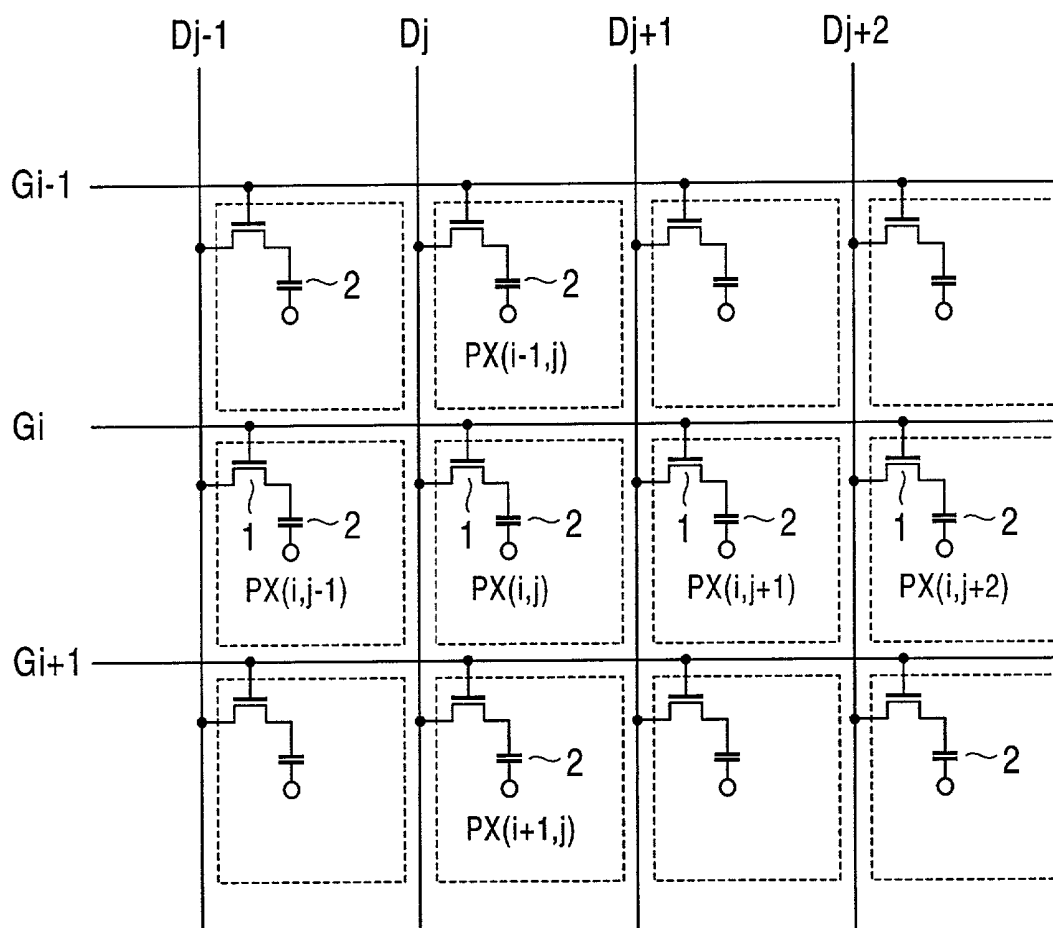 Dj-1 Dj Dj+1 Dj+2
Gi-1
2 2
PX(i-1,j)
Gi
1 2 1 2 1 2 1 2
PX(i,j-1) PX(i,j) PX(i,j+1) PX(i,j+2)
Gi+1
2 2
PX(i+1,j)